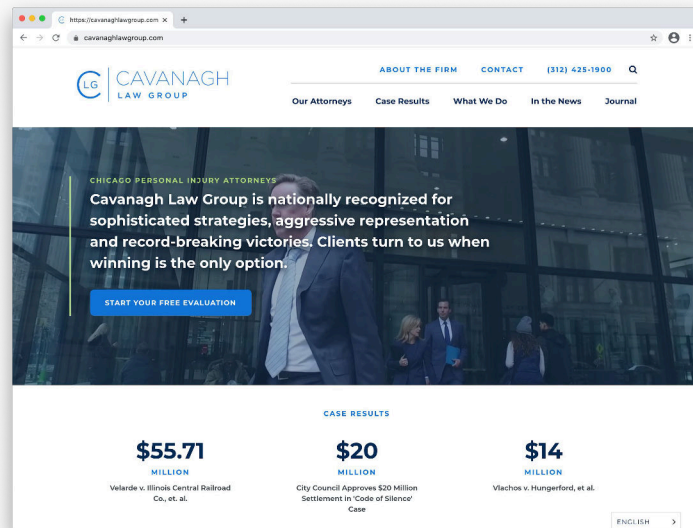 https://cavanaghlawgroup.com
cavanaghlawgroup.com
ABOUT THE FIRM CONTACT (312) 425-1900
LG CAVANAGH
LAW GROUP
Our Attorneys Case Results What We Do In the News Journal
CHICAGO PERSONAL INJURY ATTORNEYS
Cavanagh Law Group is nationally recognized for
sophisticated strategies, aggressive representation
and record-breaking victories. Clients turn to us when
winning is the only option.
START YOUR FREE EVALUATION
CASE RESULTS
$55.71 $20 $14
MILLION MILLION MILLION
Velarde v. Illinois Central Railroad City Council Approves $20 Million Vlachos v. Hungerford, et al.
Co., et. al. Settlement in 'Code of Silence'
Case
ENGLISH